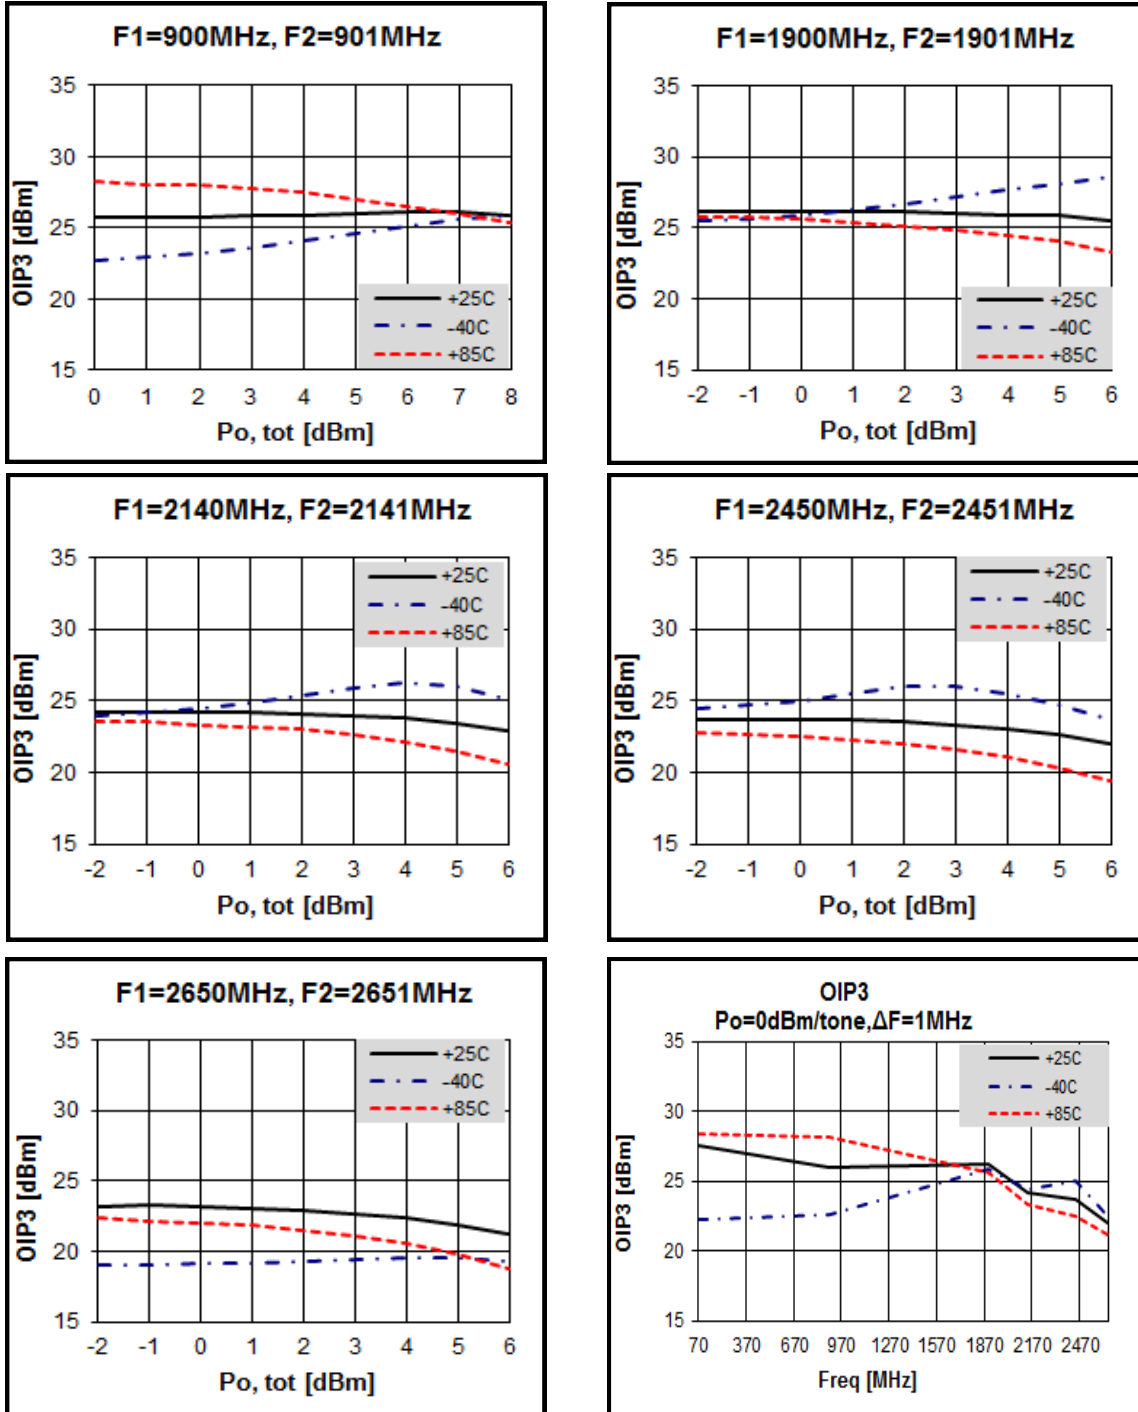 F1=900MHz, F2=901MHz
35
30
25
20
15
OIP3 [dBm]
+25C
-40C
+85C
0 1 2 3 4 5 6 7 8
Po, tot [dBm]
F1=1900MHz, F2=1901MHz
35
30
25
20
15
OIP3 [dBm]
+25C
-40C
+85C
-2 -1 0 1 2 3 4 5 6
Po, tot [dBm]
F1=2140MHz, F2=2141MHz
35
30
25
20
15
OIP3 [dBm]
+25C
-40C
+85C
-2 -1 0 1 2 3 4 5 6
Po, tot [dBm]
F1=2450MHz, F2=2451MHz
35
30
25
20
15
OIP3 [dBm]
+25C
-40C
+85C
-2 -1 0 1 2 3 4 5 6
Po, tot [dBm]
F1=2650MHz, F2=2651MHz
35
30
25
20
15
OIP3 [dBm]
+25C
-40C
+85C
-2 -1 0 1 2 3 4 5 6
Po, tot [dBm]
OIP3
Po=0dBm/tone,ΔF=1MHz
35
30
25
20
15
OIP3 [dBm]
+25C
-40C
+85C
70 370 670 970 1270 1570 1870 2170 2470
Freq [MHz]